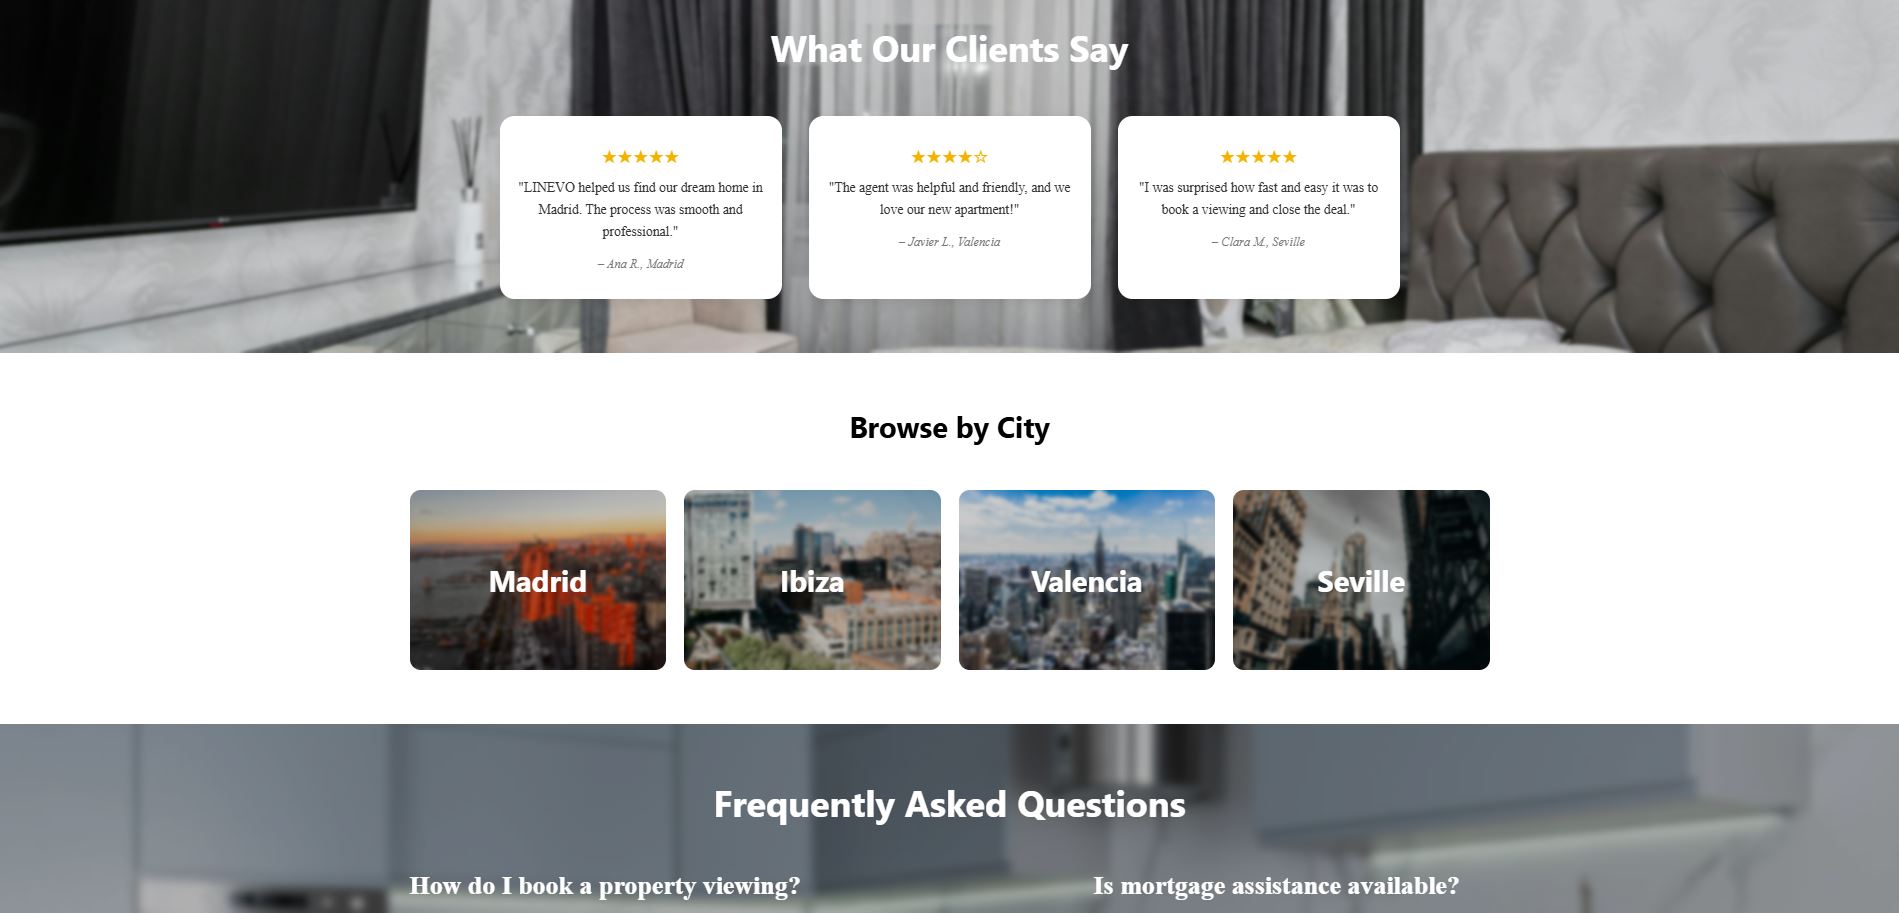 What Our Clients Say
★★★★★
"LINEVO helped us find our dream home in
Madrid. The process was smooth and
professional."
– Ana R., Madrid
★★★★☆
"The agent was helpful and friendly, and we
love our new apartment!"
– Javier L., Valencia
★★★★★
"I was surprised how fast and easy it was to
book a viewing and close the deal."
– Clara M., Seville
Browse by City
Madrid
Ibiza
Valencia
Seville
Frequently Asked Questions
How do I book a property viewing?
Is mortgage assistance available?